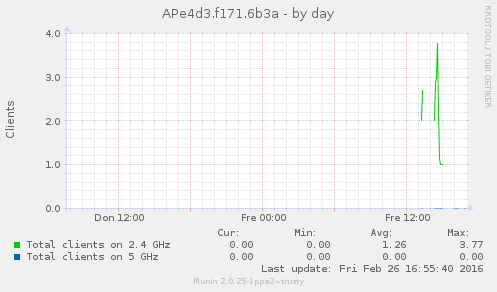 APe4d3.f171.6b3a - by day
RRDTOOL / TOBI OETIKER
Clients
4.0
3.0
2.0
1.0
0.0
Don 12:00 Fre 00:00 Fre 12:00
Cur: Min: Avg: Max:
Total clients on 2.4 GHz 0.00 0.00 1.26 3.77
Total clients on 5 GHz 0.00 0.00 0.00 0.00
Last update: Fri Feb 26 16:55:40 2016
Munin 2.0.25-1ppa2~trusty